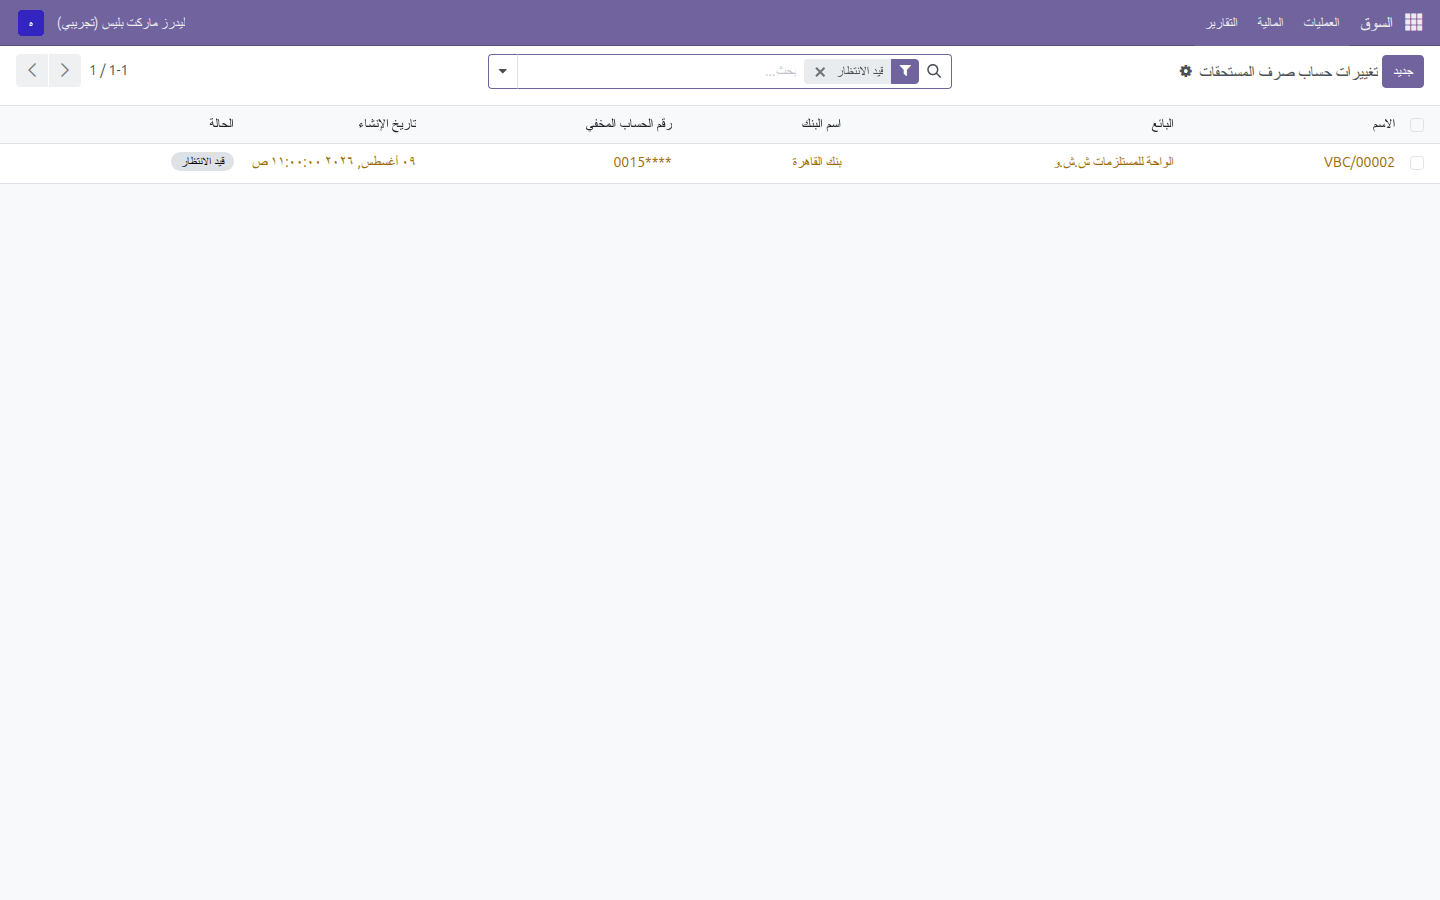 السوق العمليات المالية التقارير ليدرز ماركت بليس (تجريبي) ه
جديد تغييرات حساب صرف المستحقات قيد الانتظار بحث... 1-1 / 1
الاسم البائع اسم البنك رقم الحساب المخفي تاريخ الإنشاء الحالة
VBC/00002 الواحة للمستلزمات ش.ش.و بنك القاهرة ****0015 ٠٩ أغسطس, ٢٠٢٦ ١١:٠٠:٠٠ ص قيد الانتظار